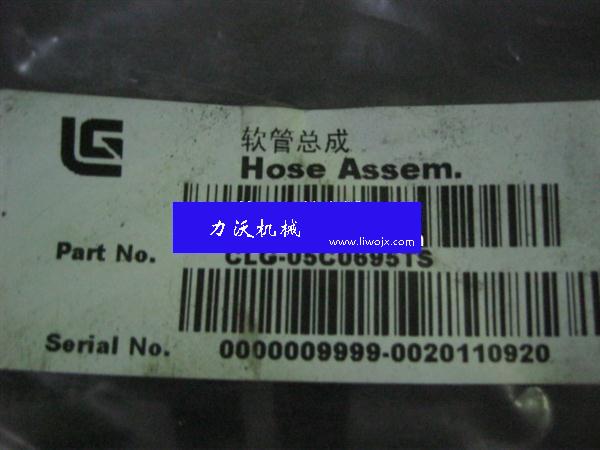 LG
软管总成
Hose Assem.
力沃机械
www.liwojx.com
Part No. CLG-05C0695TS
Serial No. 0000009999-0020110920